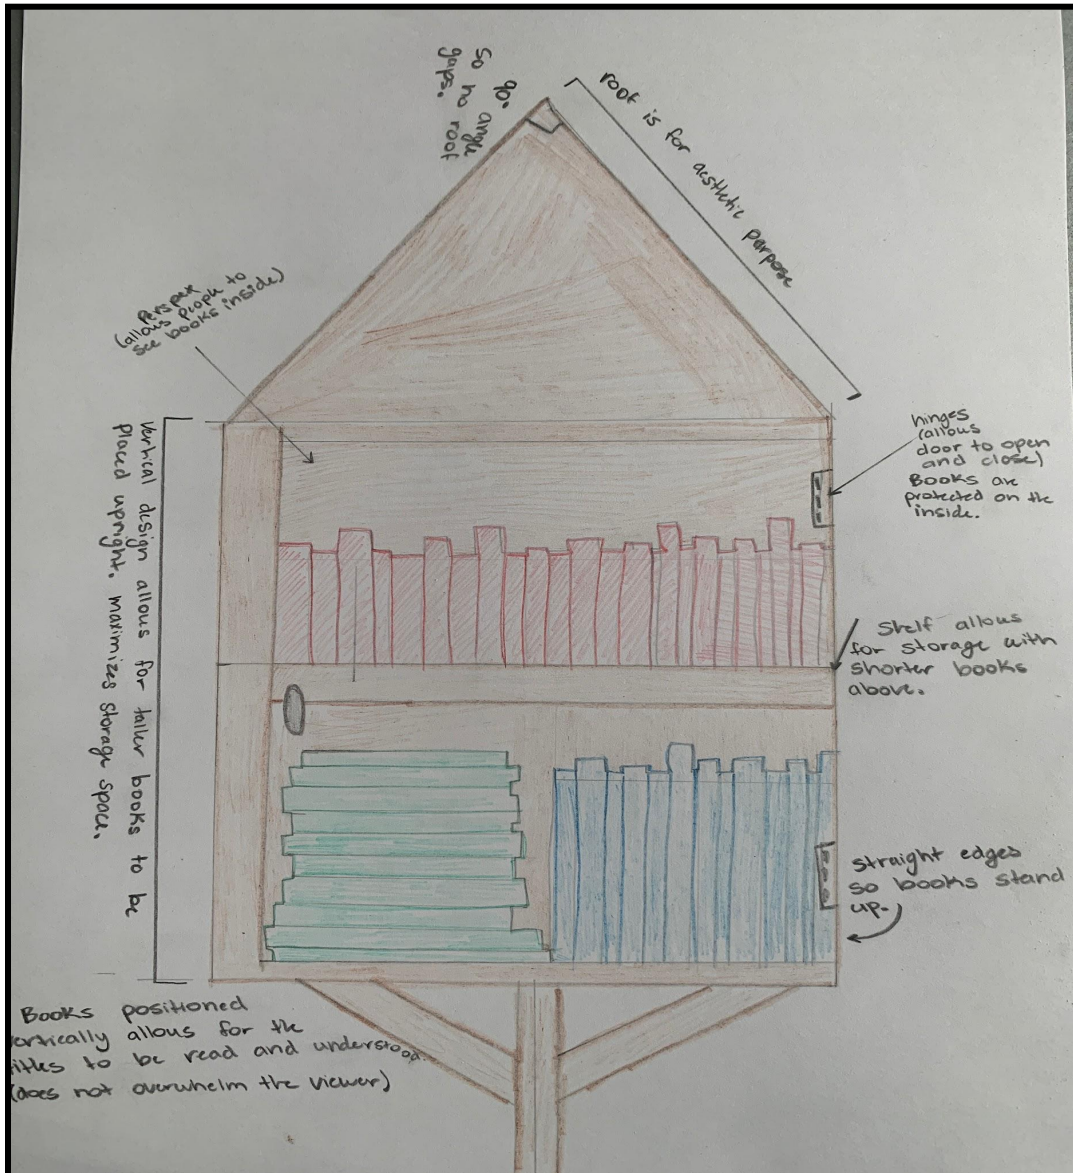 90° angle
so no roof
gaps.
roof is for aesthetic parpose
Perspex
(allows people to
see books inside)
hinges
(allows
door to open
and close)
Books are
protected on the
inside.
Vertical design allows for taller books to be
placed upright. maximizes storage space.
Shelf allows
for storage with
shorter books
above.
straight edges
so books stand
up.
Books positioned
ertically allows for the
itles to be read and understood.
(does not overwhelm the viewer)